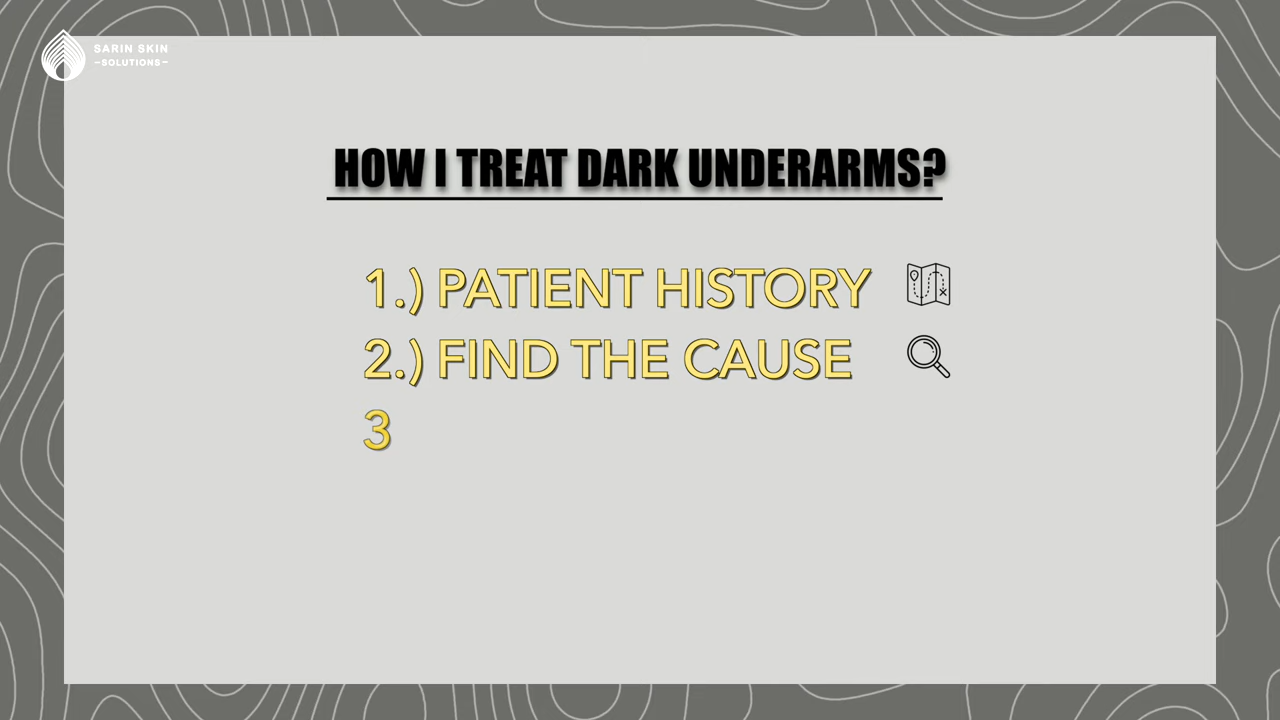 SARIN SKIN
-SOLUTIONS-
HOW I TREAT DARK UNDERARMS?
1.) PATIENT HISTORY
2.) FIND THE CAUSE
3